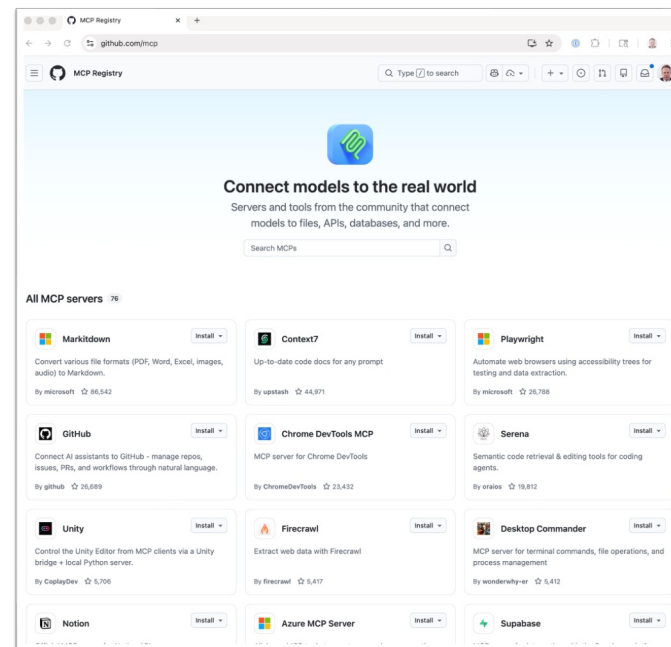 MCP Registry
github.com/mcp
MCP Registry
Type / to search
Connect models to the real world
Servers and tools from the community that connect
models to files, APIs, databases, and more.
Search MCPs
All MCP servers 76
Markitdown
Install
Convert various file formats (PDF, Word, Excel, images,
audio) to Markdown.
By microsoft 86,542
Context7
Install
Up-to-date code docs for any prompt
By upstash 44,971
Playwright
Install
Automate web browsers using accessibility trees for
testing and data extraction.
By microsoft 26,788
GitHub
Install
Connect AI assistants to GitHub - manage repos,
issues, PRs, and workflows through natural language.
By github 26,689
Chrome DevTools MCP
Install
MCP server for Chrome DevTools
By ChromeDevTools 23,432
Serena
Install
Semantic code retrieval & editing tools for coding
agents.
By oraios 19,812
Unity
Install
Control the Unity Editor from MCP clients via a Unity
bridge + local Python server.
By CoplayDev 5,706
Firecrawl
Install
Extract web data with Firecrawl
By firecrawl 5,417
Desktop Commander
Install
MCP server for terminal commands, file operations, and
process management
By wonderwhy-er 5,412
Notion
Install
Azure MCP Server
Install
Supabase
Install